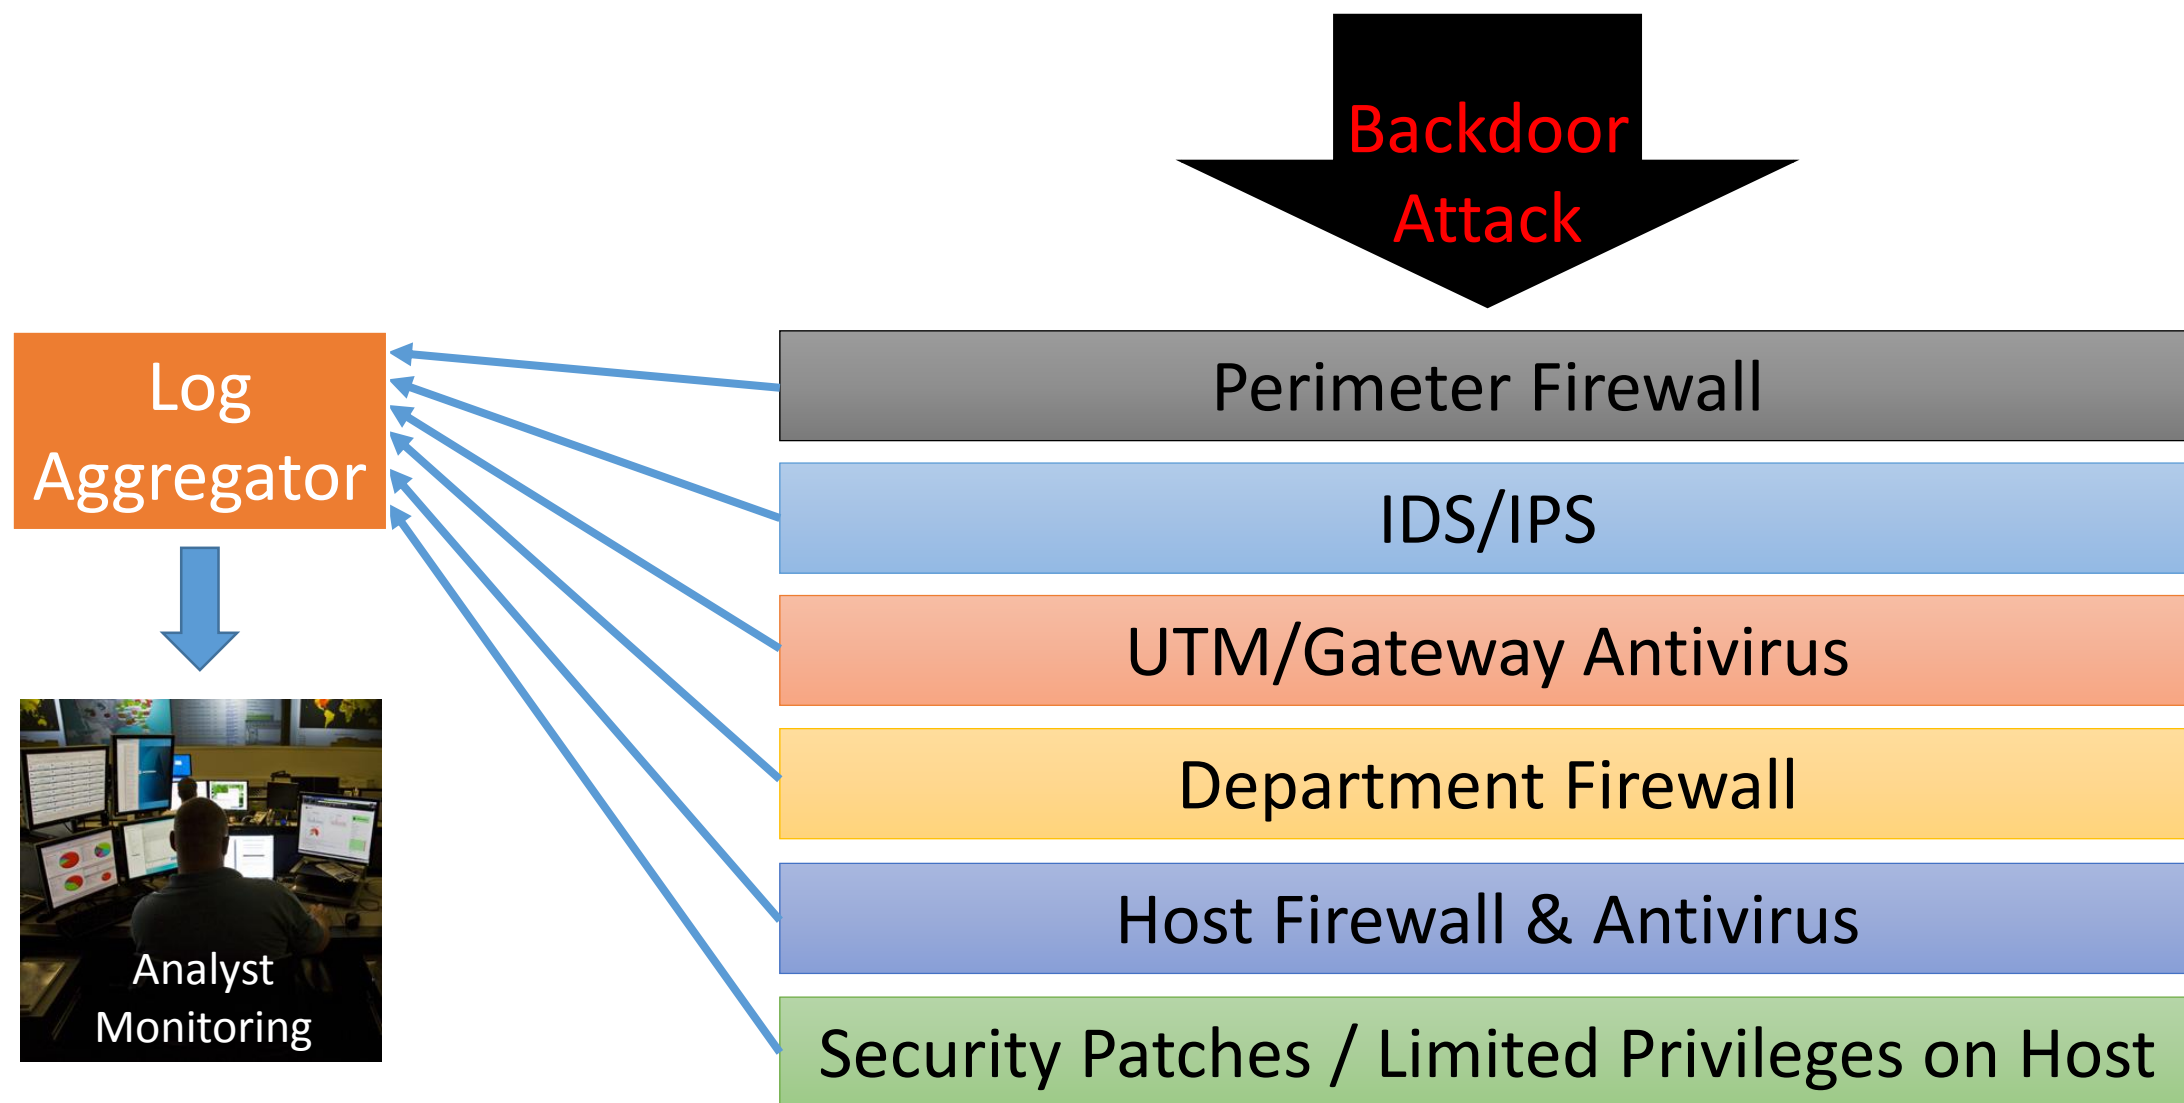 Backdoor
Attack
Log
Aggregator
Perimeter Firewall
IDS/IPS
UTM/Gateway Antivirus
Department Firewall
Host Firewall & Antivirus
Security Patches / Limited Privileges on Host
Analyst
Monitoring